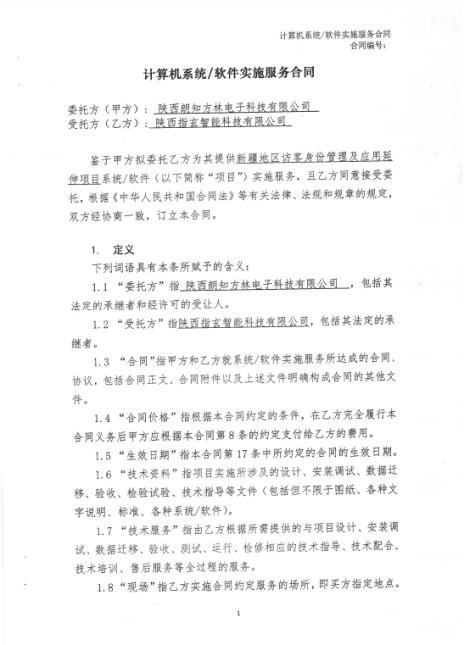 计算机系统/软件实施服务合同
合同编号：
计算机系统/软件实施服务合同
委托方（甲方）：陕西朗知方林电子科技有限公司
受托方（乙方）：陕西指玄智能科技有限公司
鉴于甲方拟委托乙方为其提供新疆地区访客身份管理及应用延
伸项目系统/软件（以下简称“项目”）实施服务，且乙方同意接受委
托，根据《中华人民共和国合同法》等有关法律、法规和规章的规定，
双方经协商一致，订立本合同。
1. 定义
下列词语具有本条所赋予的含义：
1.1 “委托方”指 陕西朗知方林电子科技有限公司 ，包括其
法定的承继者和经许可的受让人。
1.2 “受托方”指陕西指玄智能科技有限公司，包括其法定的承
继者。
1.3 “合同”指甲方和乙方就系统/软件实施服务所达成的合同、
协议，包括合同正文、合同附件以及上述文件明确构成合同的其他文
件。
1.4 “合同价格”指根据本合同约定的条件，在乙方完全履行本
合同义务后甲方应根据本合同第 8 条的约定支付给乙方的费用。
1.5 “生效日期”指本合同第 17 条中所约定的合同的生效日期。
1.6 “技术资料”指项目实施所涉及的设计、安装调试、数据迁
移、验收、检验试验、技术指导等文件（包括但不限于图纸、各种文
字说明、标准、各种系统/软件）。
1.7 “技术服务”指由乙方根据所需提供的与项目设计、安装调
试、数据迁移、验收、测试、运行、检修相应的技术指导、技术配合、
技术培训、售后服务等全过程的服务。
1.8 “现场”指乙方实施合同约定服务的场所，即买方指定地点。
1